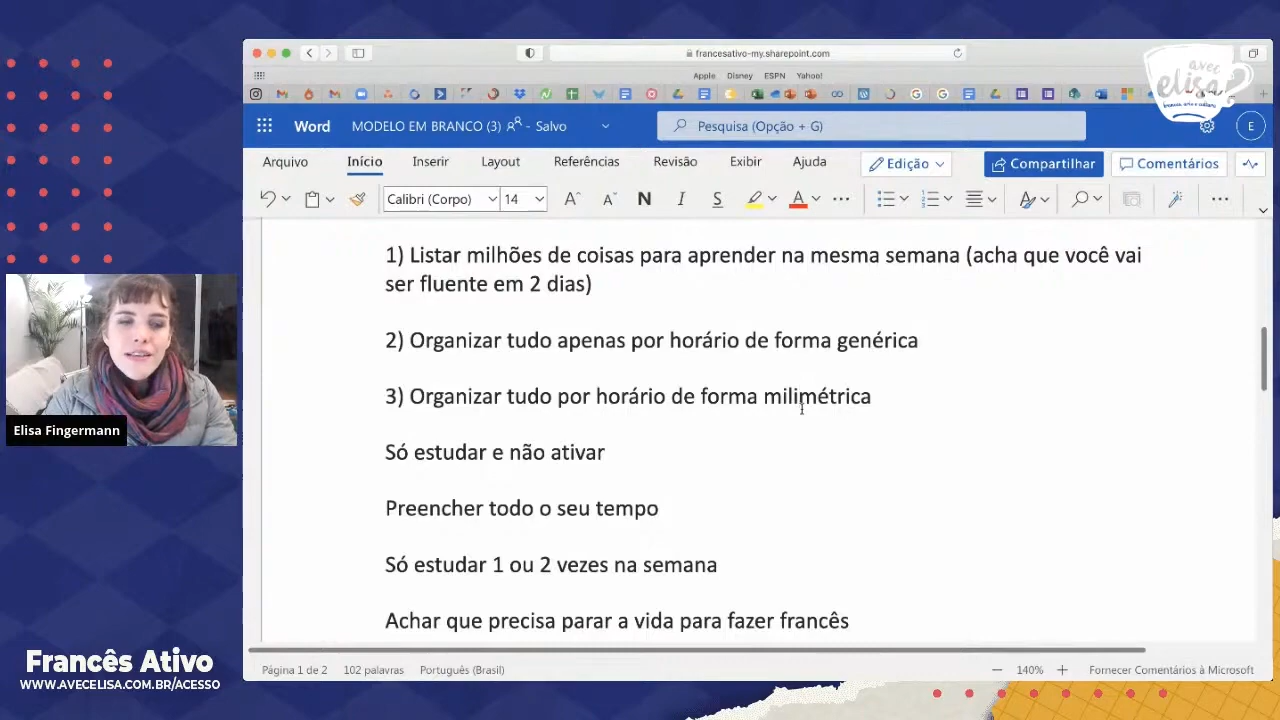 francesativo-my.sharepoint.com
Apple Disney ESPN Yahoo!
avec
elisa
francês, arte e cultura
Word MODELO EM BRANCO (3) - Salvo Pesquisa (Opção + G) E
Arquivo Início Inserir Layout Referências Revisão Exibir Ajuda Edição Compartilhar Comentários
Calibri (Corpo) 14 A A N I S A
1) Listar milhões de coisas para aprender na mesma semana (acha que você vai
ser fluente em 2 dias)
2) Organizar tudo apenas por horário de forma genérica
3) Organizar tudo por horário de forma milimétrica
Só estudar e não ativar
Preencher todo o seu tempo
Só estudar 1 ou 2 vezes na semana
Achar que precisa parar a vida para fazer francês
Página 1 de 2 102 palavras Português (Brasil) 140% Fornecer Comentários à Microsoft
Elisa Fingermann
Francês Ativo
WWW.AVECELISA.COM.BR/ACESSO